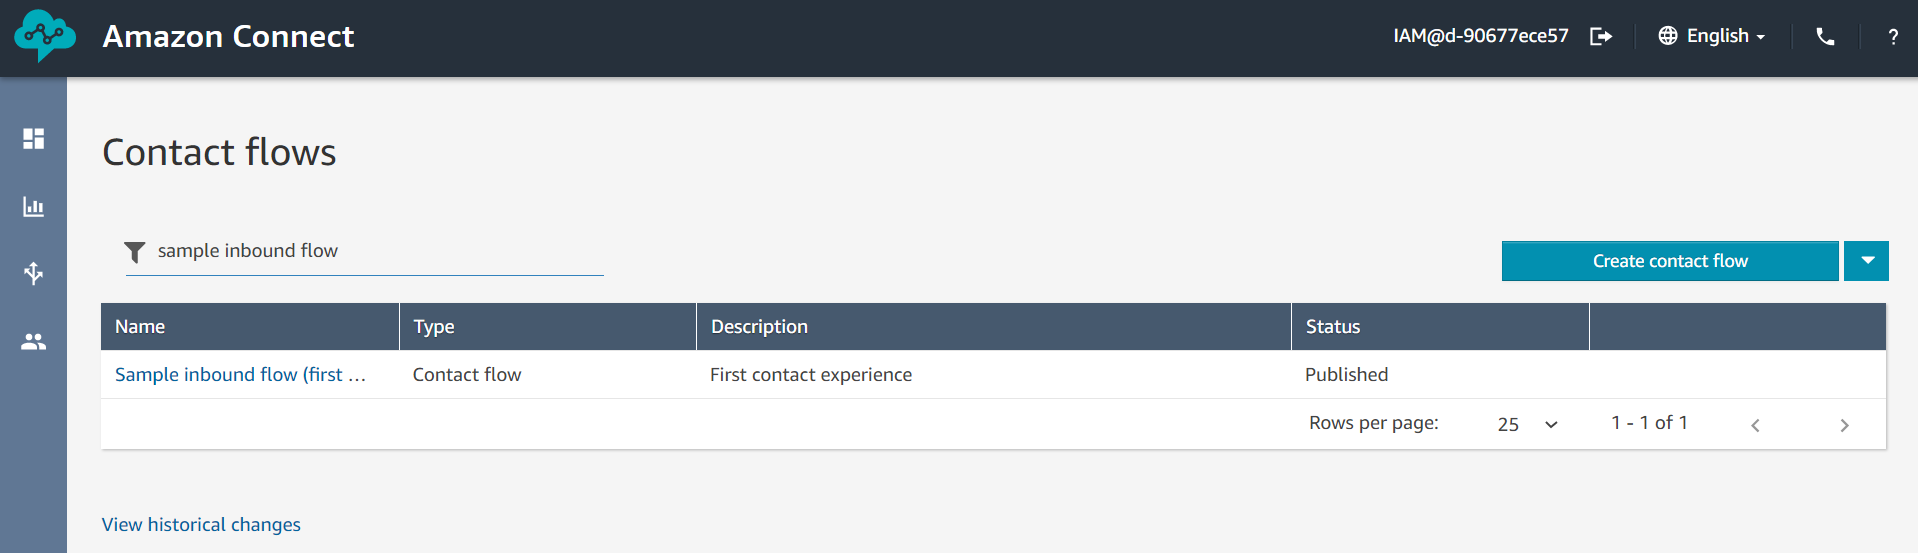 Amazon Connect
IAM@d-90677ece57
English
?
Contact flows
sample inbound flow
Create contact flow
Name Type Description Status
Sample inbound flow (first ... Contact flow First contact experience Published
Rows per page: 25 1 - 1 of 1
View historical changes